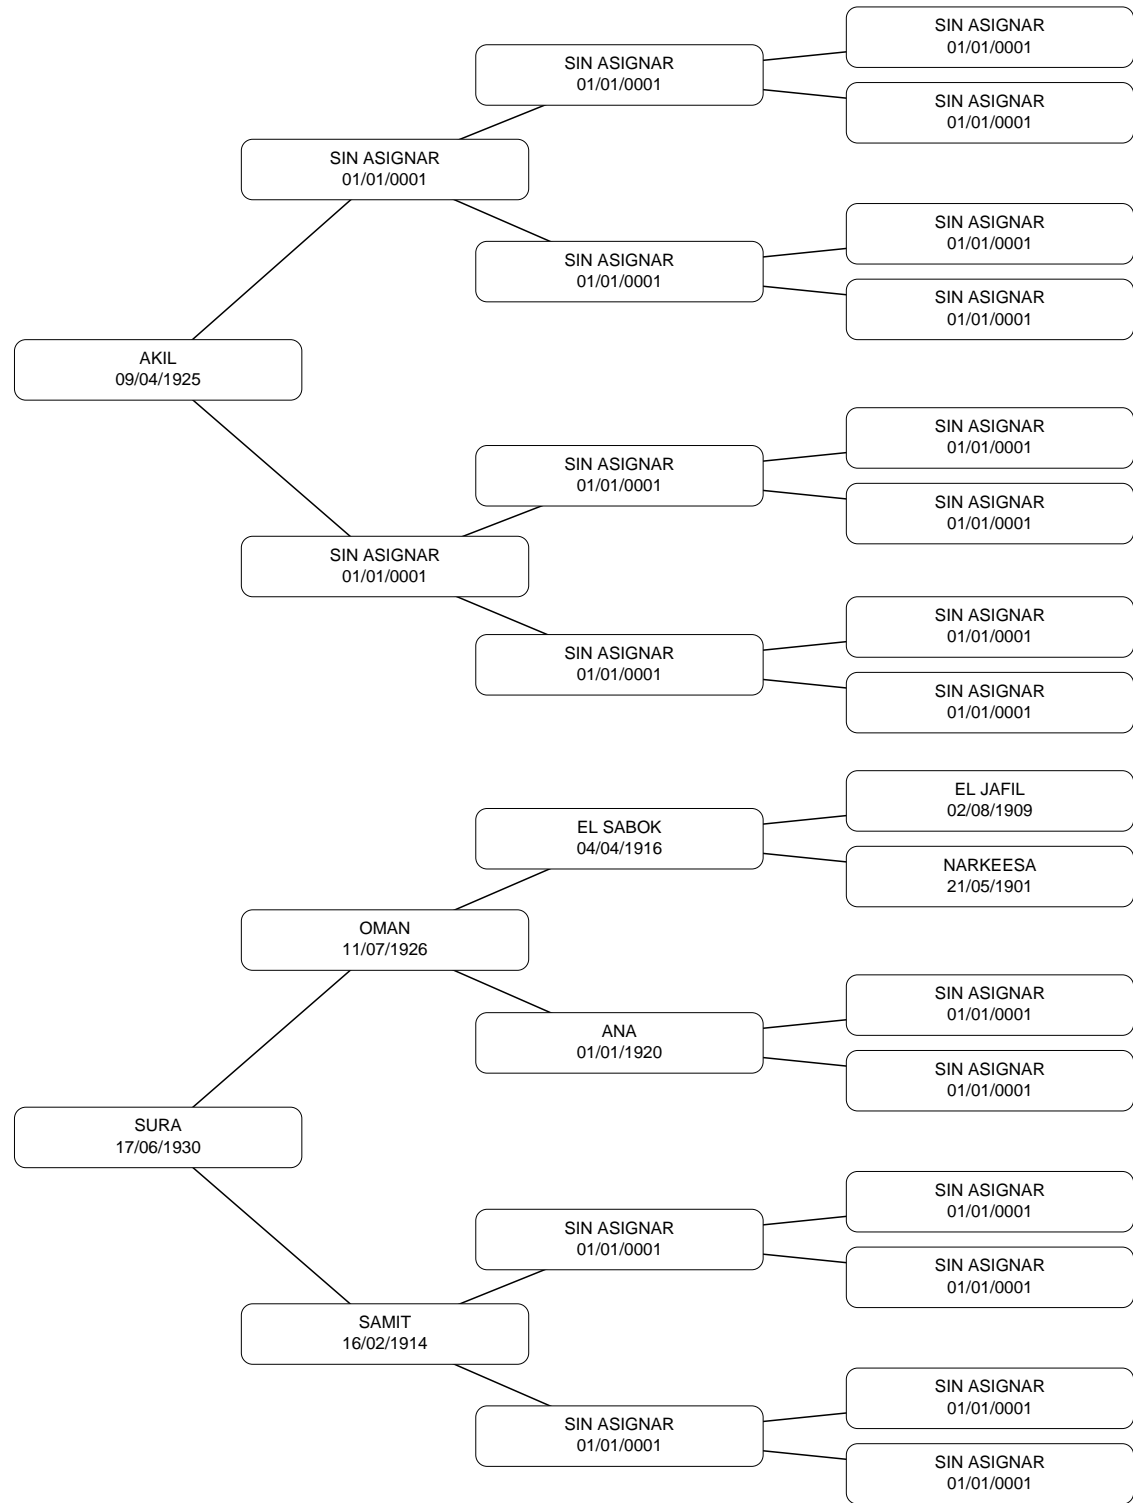 SIN ASIGNAR
01/01/0001
SIN ASIGNAR
01/01/0001
SIN ASIGNAR
01/01/0001
SIN ASIGNAR
01/01/0001
SIN ASIGNAR
01/01/0001
SIN ASIGNAR
01/01/0001
SIN ASIGNAR
01/01/0001
AKIL
09/04/1925
SIN ASIGNAR
01/01/0001
SIN ASIGNAR
01/01/0001
SIN ASIGNAR
01/01/0001
SIN ASIGNAR
01/01/0001
SIN ASIGNAR
01/01/0001
SIN ASIGNAR
01/01/0001
SIN ASIGNAR
01/01/0001
EL JAFIL
02/08/1909
EL SABOK
04/04/1916
NARKEESA
21/05/1901
OMAN
11/07/1926
SIN ASIGNAR
01/01/0001
ANA
01/01/1920
SIN ASIGNAR
01/01/0001
SURA
17/06/1930
SIN ASIGNAR
01/01/0001
SIN ASIGNAR
01/01/0001
SIN ASIGNAR
01/01/0001
SAMIT
16/02/1914
SIN ASIGNAR
01/01/0001
SIN ASIGNAR
01/01/0001
SIN ASIGNAR
01/01/0001